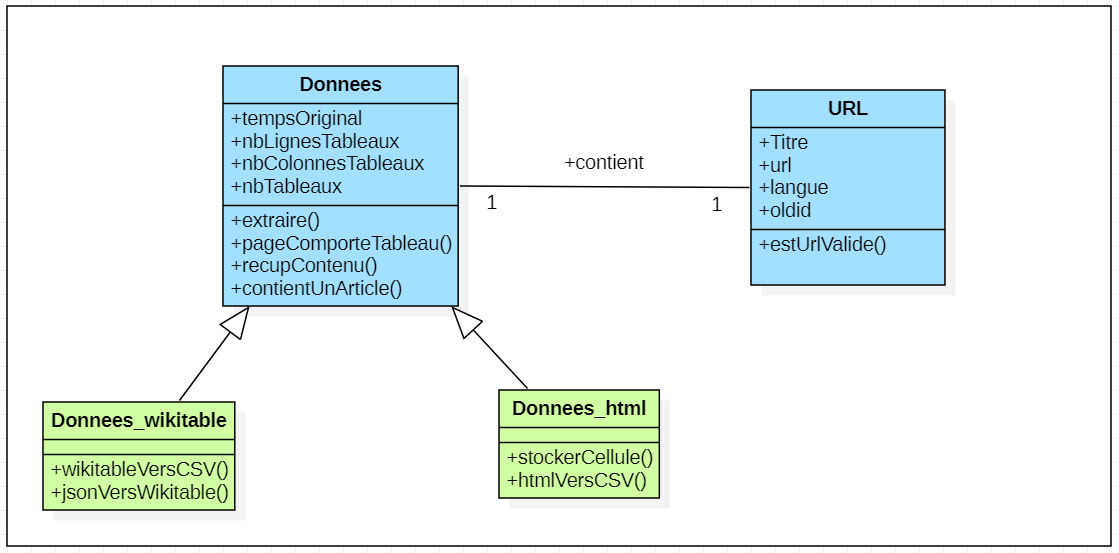 Donnees
+tempsOriginal
+nbLignesTableaux
+nbColonnesTableaux
+nbTableaux
+extraire()
+pageComporteTableau()
+recupContenu()
+contientUnArticle()
+contient
1
1
URL
+Titre
+url
+langue
+oldid
+estUrlValide()
Donnees_wikitable
+wikitableVersCSV()
+jsonVersWikitable()
Donnees_html
+stockerCellule()
+htmlVersCSV()